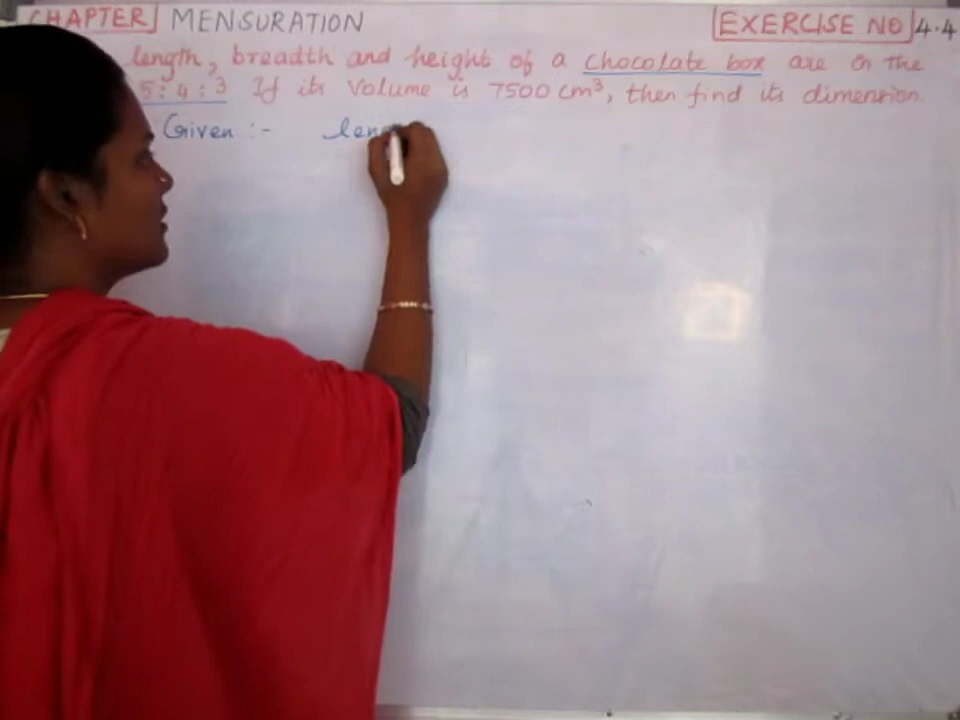 CHAPTER MENSURATION EXERCISE NO 4.4
length, breadth and height of a chocolate box are in the
5:4:3 If its Volume is 7500 cm³, then find its dimension
Given :- len